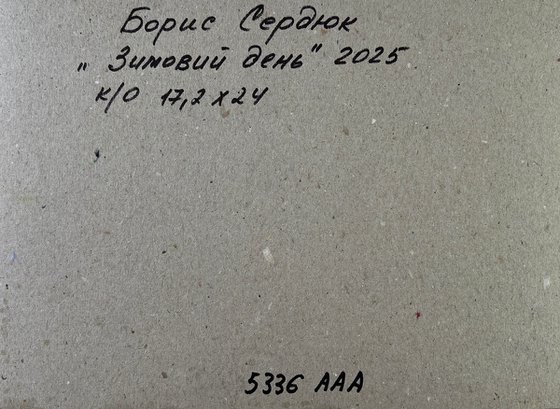 Борис Сердюк
„Зимовий день" 2025
к/о 17,2 х 24
5336 ААА